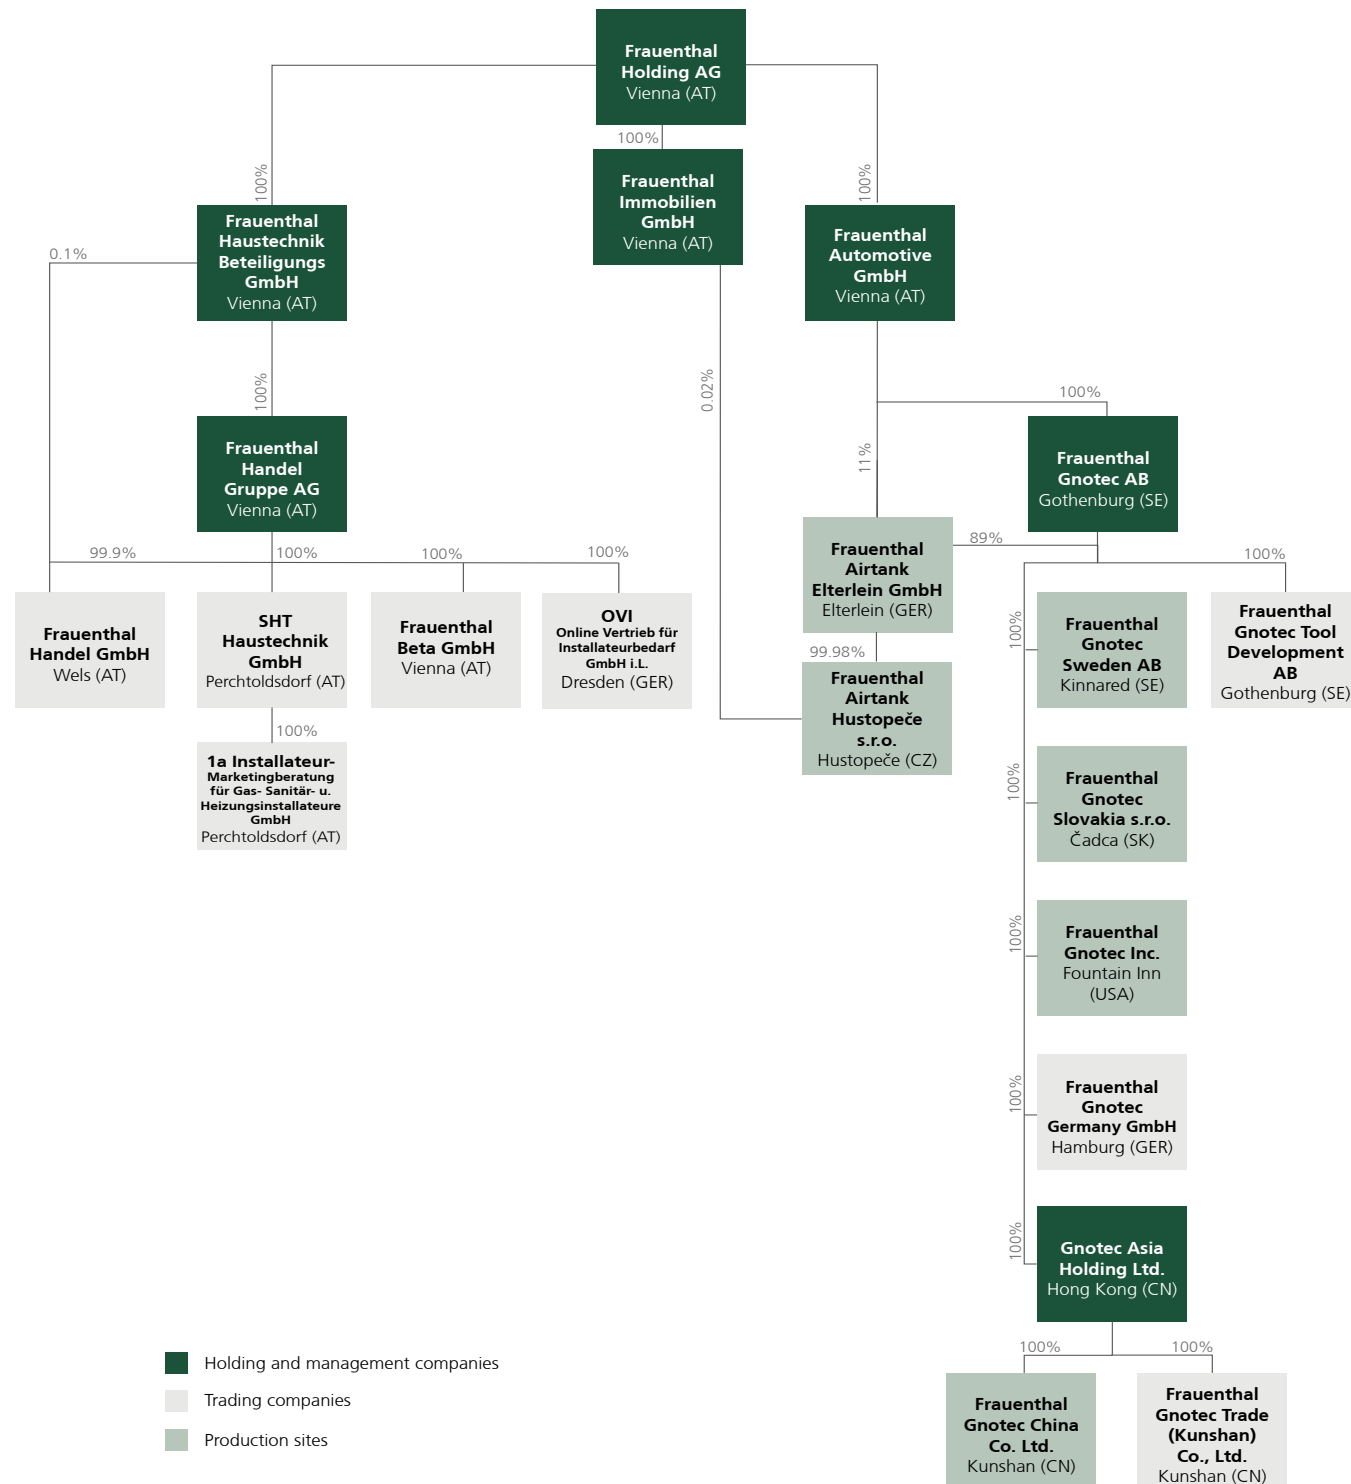 Frauenthal
Holding AG
Vienna (AT)
100%
100%
100%
Frauenthal
Immobilien
GmbH
Vienna (AT)
Frauenthal
Haustechnik
Beteiligungs
GmbH
Vienna (AT)
Frauenthal
Automotive
GmbH
Vienna (AT)
0.1%
100%
0.02%
11%
100%
Frauenthal
Handel
Gruppe AG
Vienna (AT)
Frauenthal
Gnotec AB
Gothenburg (SE)
99.9%
100%
100%
100%
89%
100%
Frauenthal
Airtank
Elterlein GmbH
Elterlein (GER)
Frauenthal
Handel GmbH
Wels (AT)
SHT
Haustechnik
GmbH
Perchtoldsdorf (AT)
Frauenthal
Beta GmbH
Vienna (AT)
OVI
Online Vertrieb für
Installateurbedarf
GmbH i.L.
Dresden (GER)
100%
Frauenthal
Gnotec
Sweden AB
Kinnared (SE)
Frauenthal
Gnotec Tool
Development
AB
Gothenburg (SE)
99.98%
Frauenthal
Airtank
Hustopeče
s.r.o.
Hustopeče (CZ)
100%
1a Installateur-
Marketingberatung
für Gas- Sanitär- u.
Heizungsinstallateure
GmbH
Perchtoldsdorf (AT)
100%
Frauenthal
Gnotec
Slovakia s.r.o.
Čadca (SK)
100%
Frauenthal
Gnotec Inc.
Fountain Inn
(USA)
100%
Frauenthal
Gnotec
Germany GmbH
Hamburg (GER)
100%
Gnotec Asia
Holding Ltd.
Hong Kong (CN)
100%
100%
Frauenthal
Gnotec China
Co. Ltd.
Kunshan (CN)
Frauenthal
Gnotec Trade
(Kunshan)
Co., Ltd.
Kunshan (CN)
Holding and management companies
Trading companies
Production sites